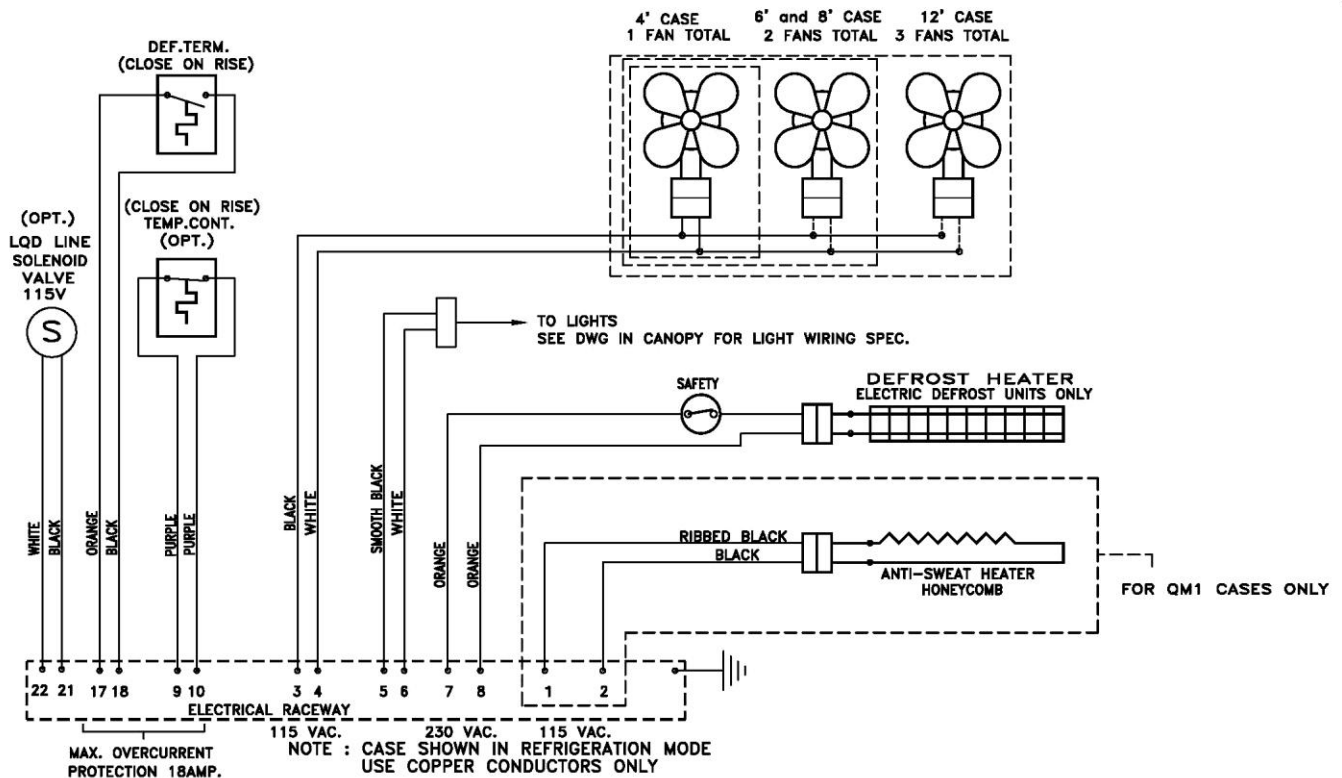 4' CASE
1 FAN TOTAL
6' and 8' CASE
2 FANS TOTAL
12' CASE
3 FANS TOTAL
DEF.TERM.
(CLOSE ON RISE)
(CLOSE ON RISE)
TEMP.CONT.
(OPT.)
(OPT.)
LQD LINE
SOLENOID
VALVE
115V
S
TO LIGHTS
SEE DWG IN CANOPY FOR LIGHT WIRING SPEC.
SAFETY
DEFROST HEATER
ELECTRIC DEFROST UNITS ONLY
WHITE
BLACK
ORANGE
BLACK
PURPLE
PURPLE
BLACK
WHITE
SMOOTH BLACK
WHITE
ORANGE
ORANGE
RIBBED BLACK
BLACK
ANTI-SWEAT HEATER
HONEYCOMB
FOR QM1 CASES ONLY
22 21 17 18 9 10 3 4 5 6 7 8 1 2
ELECTRICAL RACEWAY
115 VAC. 230 VAC. 115 VAC.
MAX. OVERCURRENT
PROTECTION 18AMP.
NOTE : CASE SHOWN IN REFRIGERATION MODE
USE COPPER CONDUCTORS ONLY